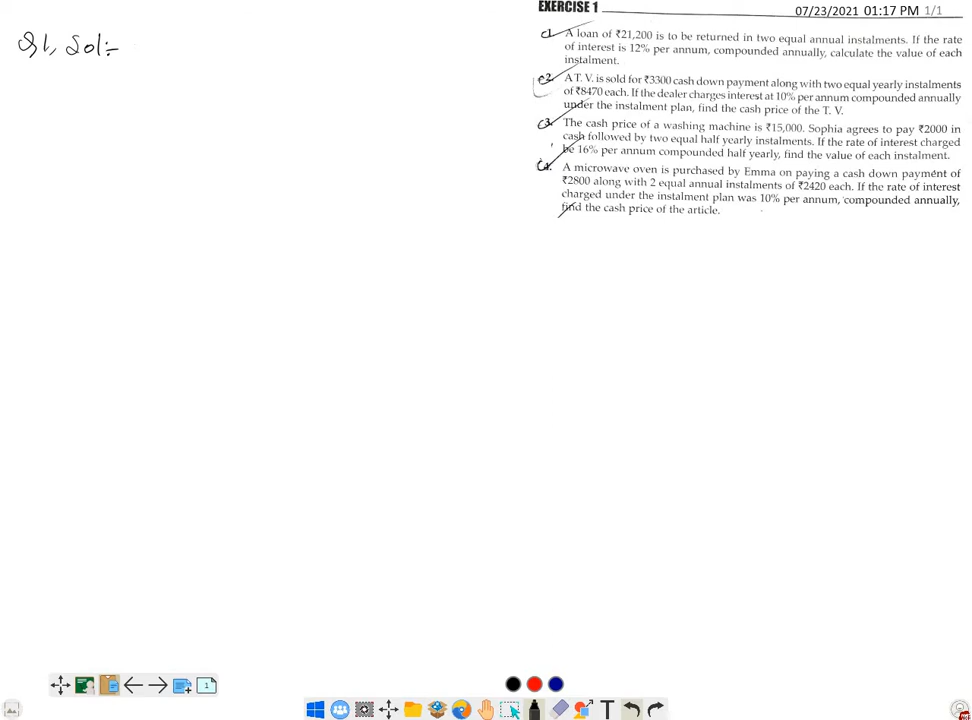 EXERCISE 1
07/23/2021 01:17 PM 1/1
Q1, Sol:-
1. A loan of ₹21,200 is to be returned in two equal annual instalments. If the rate
of interest is 12% per annum, compounded annually, calculate the value of each
instalment.
2. A T. V. is sold for ₹3300 cash down payment along with two equal yearly instalments
of ₹8470 each. If the dealer charges interest at 10% per annum compounded annually
under the instalment plan, find the cash price of the T. V.
3. The cash price of a washing machine is ₹15,000. Sophia agrees to pay ₹2000 in
cash followed by two equal half yearly instalments. If the rate of interest charged
be 16% per annum compounded half yearly, find the value of each instalment.
4. A microwave oven is purchased by Emma on paying a cash down payment of
₹2800 along with 2 equal annual instalments of ₹2420 each. If the rate of interest
charged under the instalment plan was 10% per annum, compounded annually,
find the cash price of the article.
1
T